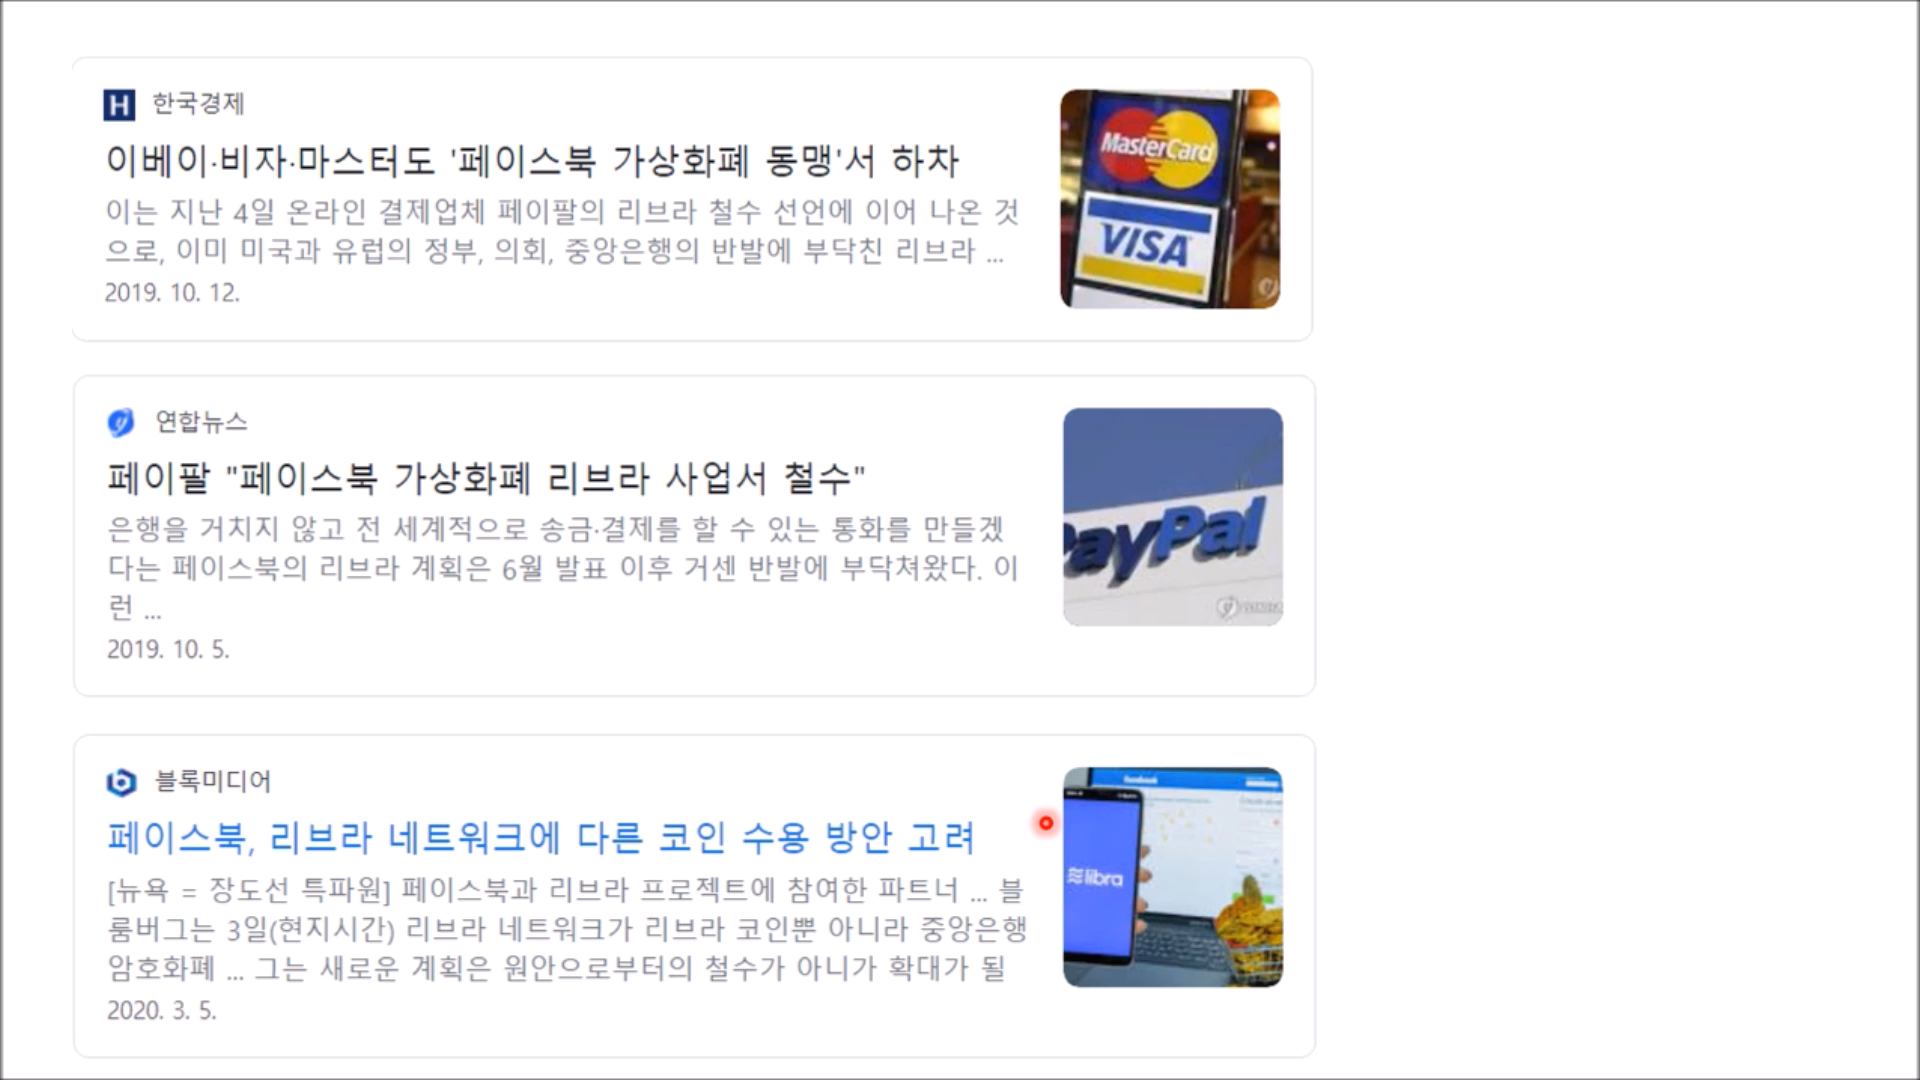 H 한국경제
이베이·비자·마스터도 '페이스북 가상화폐 동맹'서 하차
이는 지난 4일 온라인 결제업체 페이팔의 리브라 철수 선언에 이어 나온 것
으로, 이미 미국과 유럽의 정부, 의회, 중앙은행의 반발에 부닥친 리브라 ...
2019. 10. 12.
MasterCard
VISA
연합뉴스
페이팔 "페이스북 가상화폐 리브라 사업서 철수"
은행을 거치지 않고 전 세계적으로 송금·결제를 할 수 있는 통화를 만들겠
다는 페이스북의 리브라 계획은 6월 발표 이후 거센 반발에 부닥쳐왔다. 이
런 ...
2019. 10. 5.
PayPal
블록미디어
페이스북, 리브라 네트워크에 다른 코인 수용 방안 고려
[뉴욕 = 장도선 특파원] 페이스북과 리브라 프로젝트에 참여한 파트너 ... 블
룸버그는 3일(현지시간) 리브라 네트워크가 리브라 코인뿐 아니라 중앙은행
암호화폐 ... 그는 새로운 계획은 원안으로부터의 철수가 아니가 확대가 될
2020. 3. 5.
facebook
libra